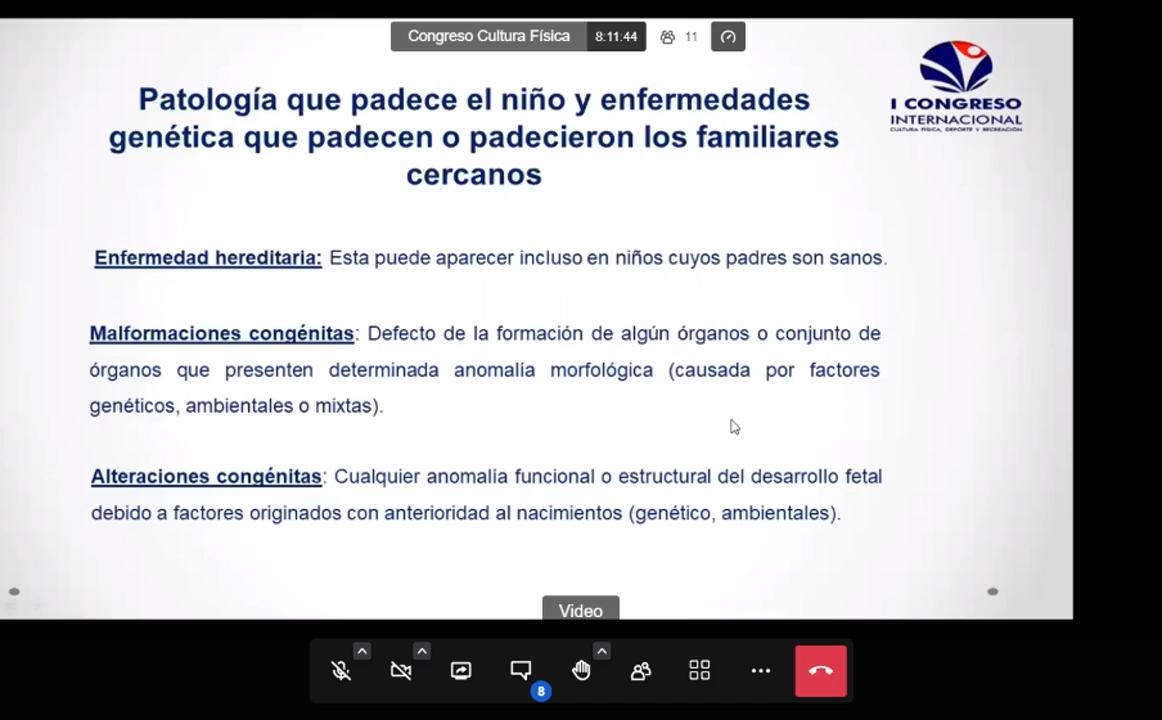 Congreso Cultura Física 8:11:44 11
I CONGRESO
INTERNACIONAL
CULTURA FÍSICA, DEPORTE Y RECREACIÓN
Patología que padece el niño y enfermedades
genética que padecen o padecieron los familiares
cercanos
Enfermedad hereditaria: Esta puede aparecer incluso en niños cuyos padres son sanos.
Malformaciones congénitas: Defecto de la formación de algún órganos o conjunto de
órganos que presenten determinada anomalía morfológica (causada por factores
genéticos, ambientales o mixtas).
Alteraciones congénitas: Cualquier anomalía funcional o estructural del desarrollo fetal
debido a factores originados con anterioridad al nacimientos (genético, ambientales).
Video
8